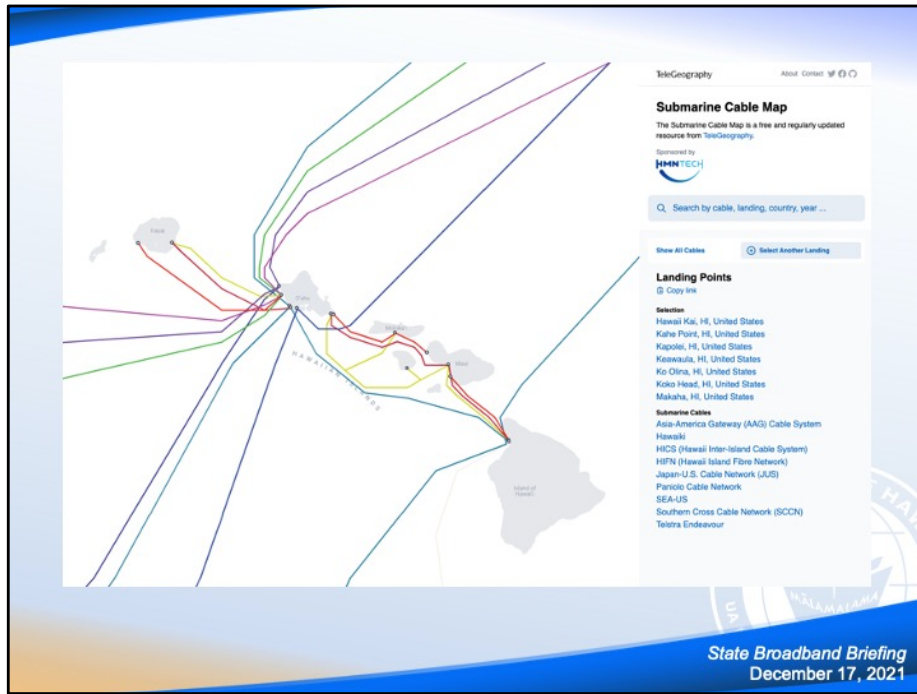 TeleGeography
About Contact
Submarine Cable Map
The Submarine Cable Map is a free and regularly updated
resource from TeleGeography.
Sponsored by
HMNTECH
Search by cable, landing, country, year ...
Show All Cables
Select Another Landing
Landing Points
Copy link
Selection
Hawaii Kai, HI, United States
Kahe Point, HI, United States
Kapolei, HI, United States
Keawaula, HI, United States
Ko Olina, HI, United States
Koko Head, HI, United States
Makaha, HI, United States
Submarine Cables
Asia-America Gateway (AAG) Cable System
Hawaiki
HICS (Hawaii Inter-Island Cable System)
HIFN (Hawaii Island Fibre Network)
Japan-U.S. Cable Network (JUS)
Paniolo Cable Network
SEA-US
Southern Cross Cable Network (SCCN)
Telstra Endeavour
HAWAIIAN ISLANDS
Maui
Island of
Hawai'i
MALAMALAMA
State Broadband Briefing
December 17, 2021